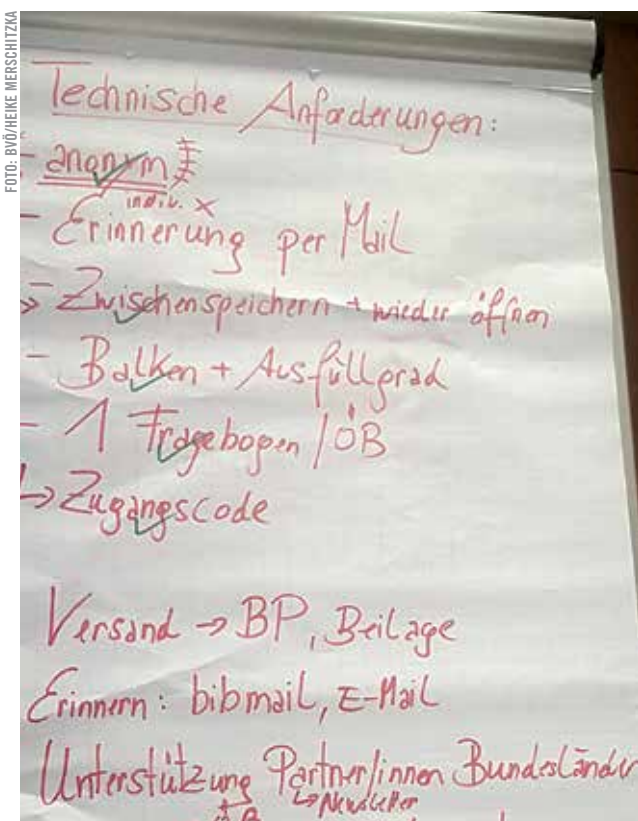 FOTO: BVÖ/HEIKE MERSCHITZKA
Technische Anforderungen:
- anonym
indiv. x
- Erinnerung per Mail
- Zwischenspeichern + wieder öffnen
- Balken + Ausfüllgrad
- 1 Fragebogen / ÖB
↳ Zugangscode
Versand → BP, Beilage
Erinnern: bibmail, E-Mail
Unterstützung Partner/innen Bundesländer
↳ Newsletter